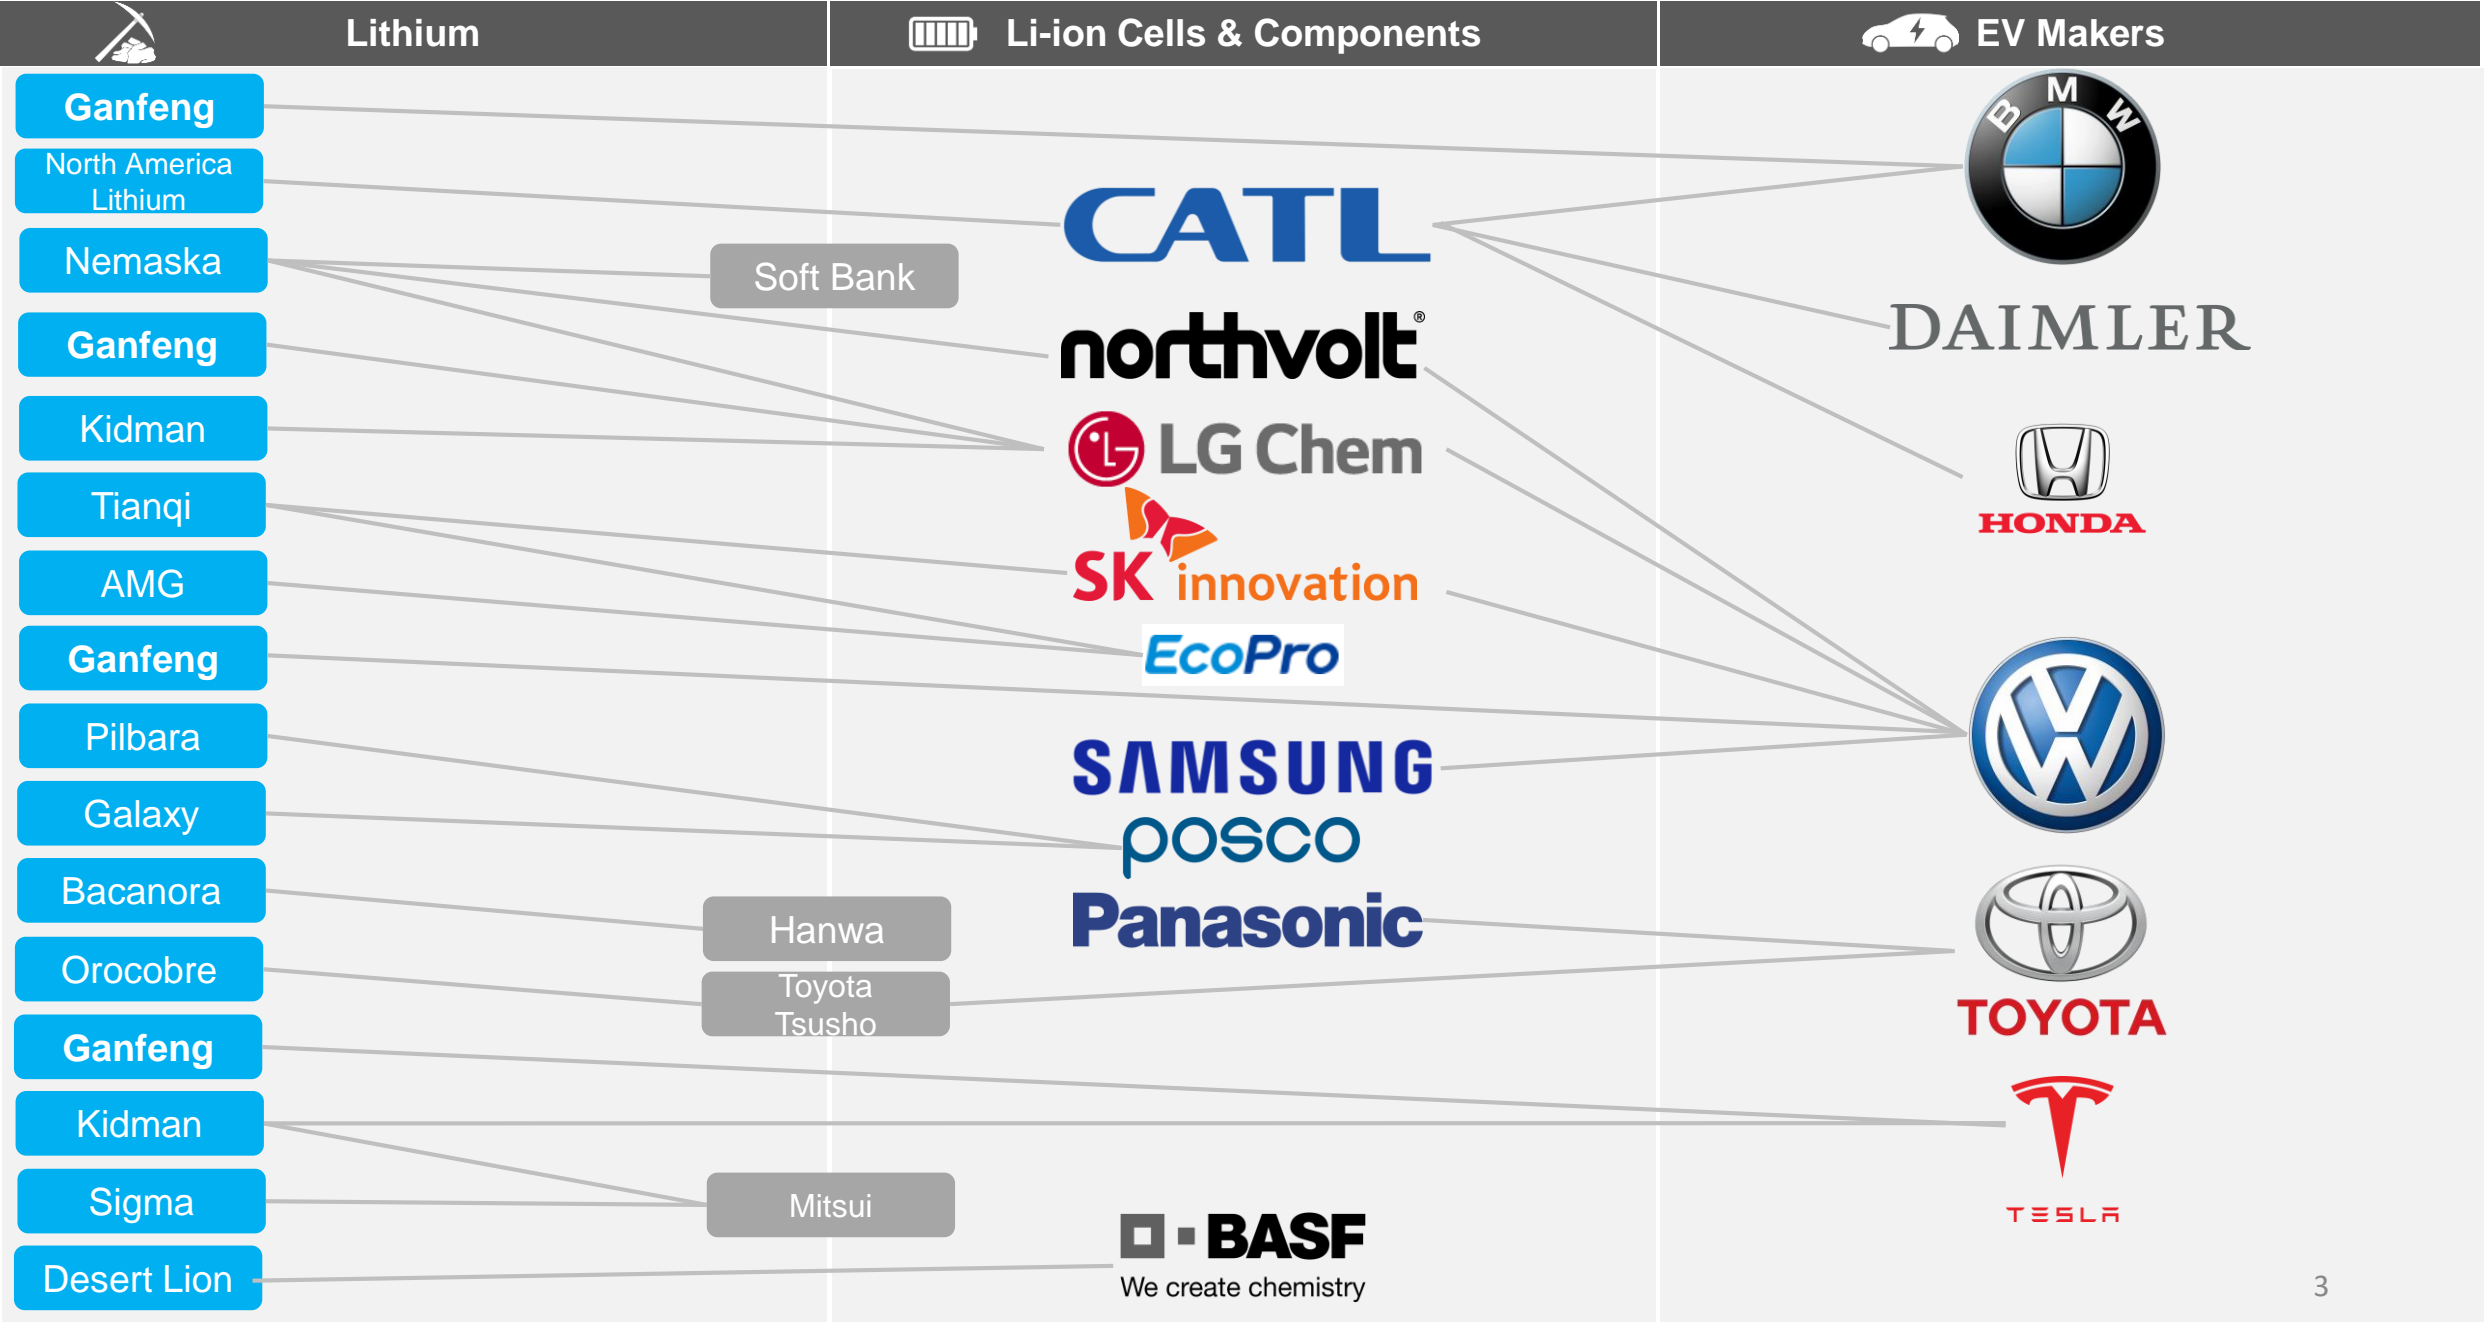 Lithium
Li-ion Cells & Components
EV Makers
Ganfeng
North America
Lithium
Nemaska
Ganfeng
Kidman
Tianqi
AMG
Ganfeng
Pilbara
Galaxy
Bacanora
Orocobre
Ganfeng
Kidman
Sigma
Desert Lion
Soft Bank
Hanwa
Toyota
Tsusho
Mitsui
CATL
northvolt®
LG Chem
SK innovation
EcoPro
SAMSUNG
posco
Panasonic
BASF
We create chemistry
BMW
DAIMLER
HONDA
TOYOTA
TESLA
3